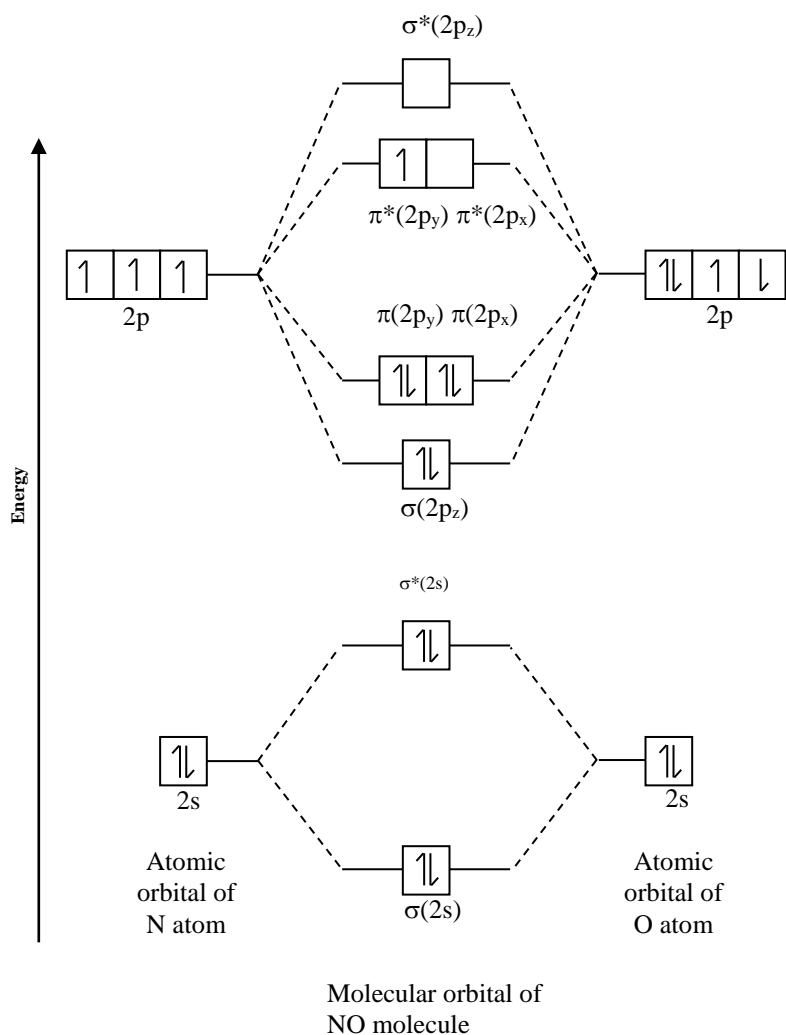 σ*(2pz)
π*(2py) π*(2px)
2p
2p
π(2py) π(2px)
σ(2pz)
Energy
σ*(2s)
2s
2s
σ(2s)
Atomic
orbital of
N atom
Atomic
orbital of
O atom
Molecular orbital of
NO molecule